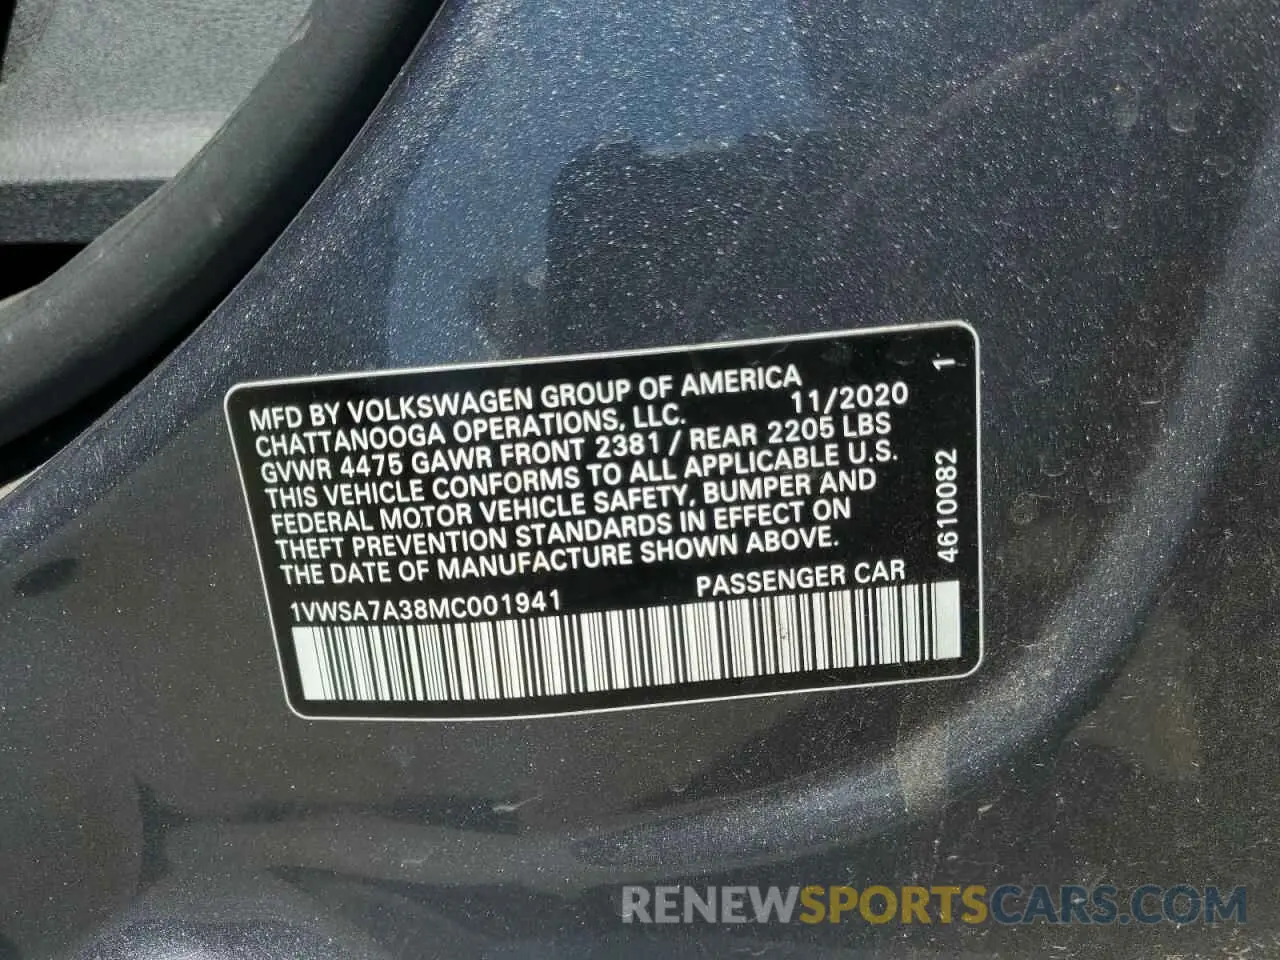 MFD BY VOLKSWAGEN GROUP OF AMERICA
CHATTANOOGA OPERATIONS, LLC. 11/2020
GVWR 4475 GAWR FRONT 2381 / REAR 2205 LBS
THIS VEHICLE CONFORMS TO ALL APPLICABLE U.S.
FEDERAL MOTOR VEHICLE SAFETY, BUMPER AND
THEFT PREVENTION STANDARDS IN EFFECT ON
THE DATE OF MANUFACTURE SHOWN ABOVE.
1VWSA7A38MC001941 PASSENGER CAR
4610082 1
RENEWSPORTSCARS.COM